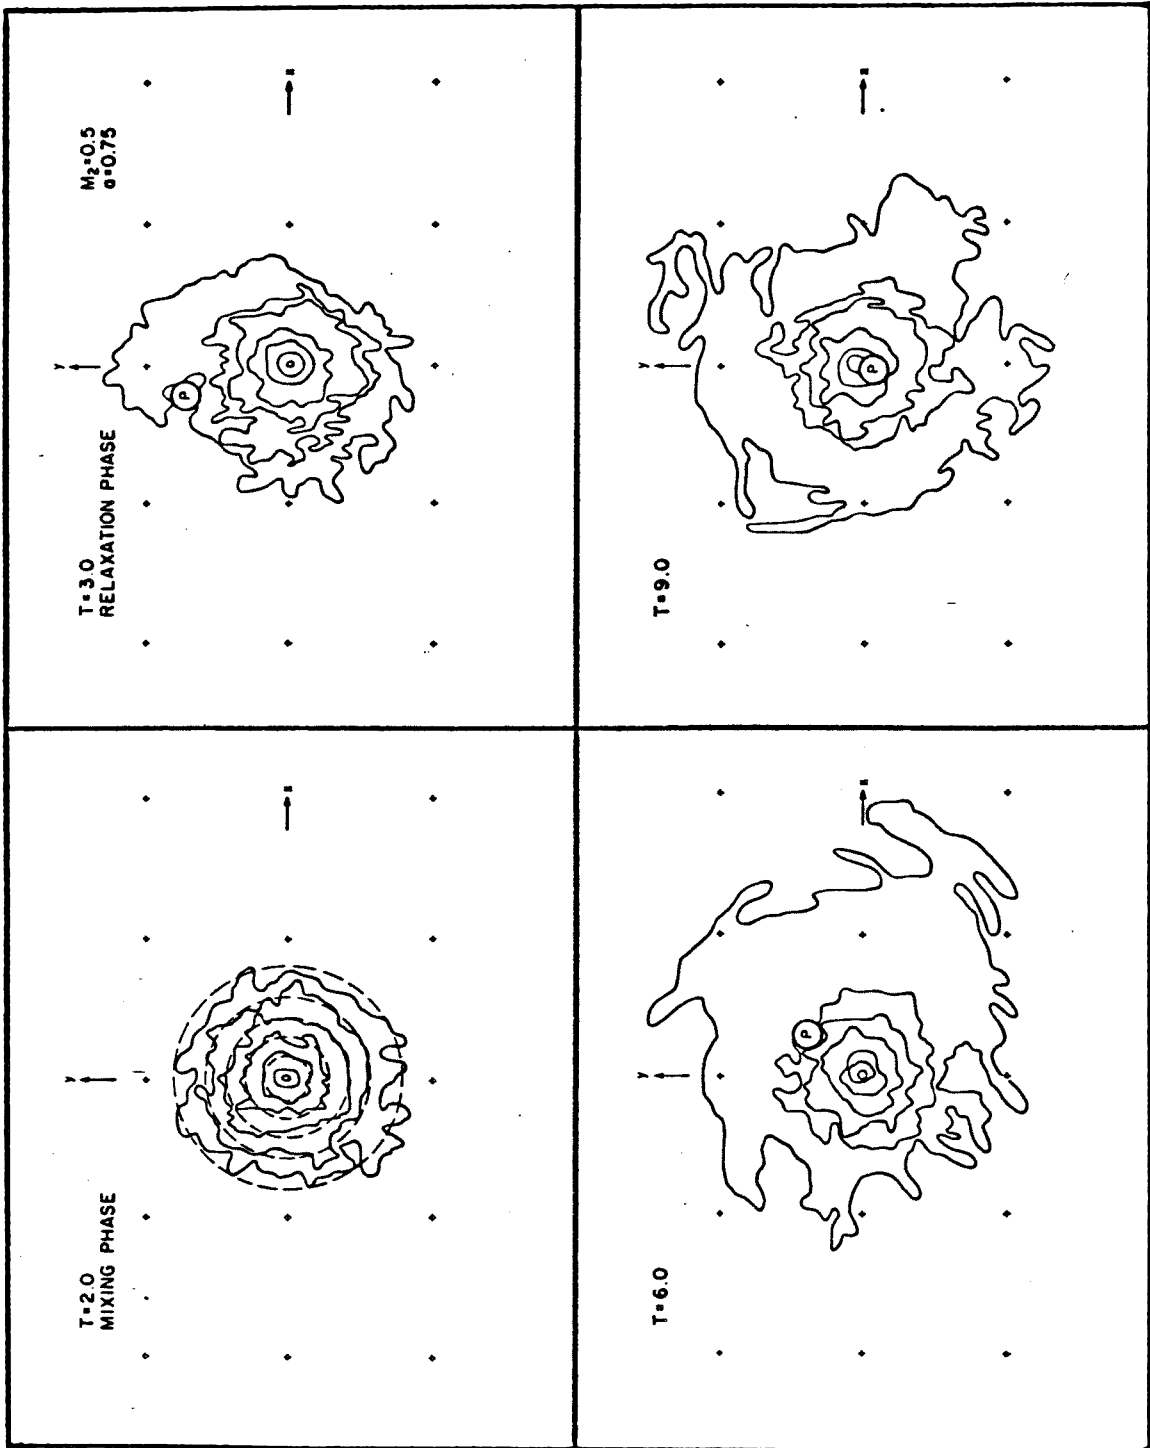 T=2.0
MIXING PHASE
y
x
T=3.0
RELAXATION PHASE
M₂=0.5
a=0.75
y
x
P
T=6.0
y
x
P
T=9.0
y
x
P